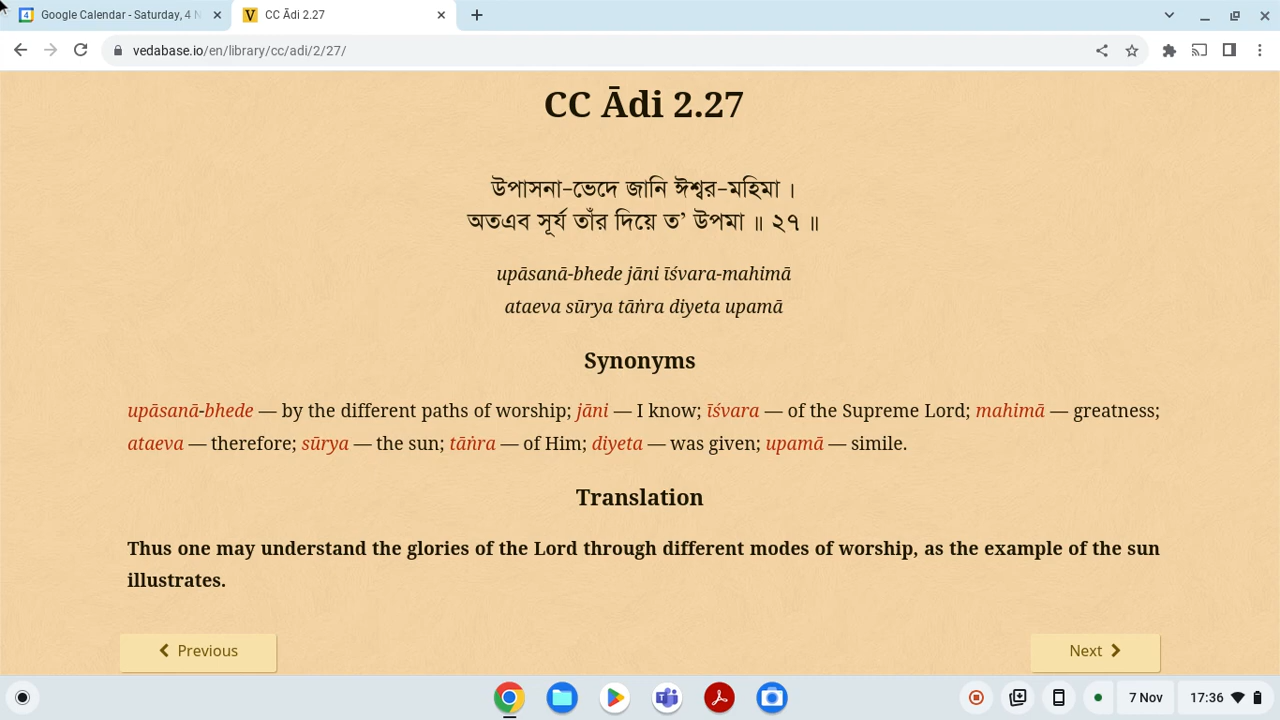 Google Calendar - Saturday, 4 N
CC Ādi 2.27
vedabase.io/en/library/cc/adi/2/27/
CC Ādi 2.27
উপাসনা-ভেদে জানি ঈশ্বর-মহিমা ।
অতএব সূর্য তাঁর দিয়ে ত’ উপমা ॥ ২৭ ॥
upāsanā-bhede jāni īśvara-mahimā
ataeva sūrya tāṅra diyeta upamā
Synonyms
upāsanā-bhede — by the different paths of worship; jāni — I know; īśvara — of the Supreme Lord; mahimā — greatness;
ataeva — therefore; sūrya — the sun; tāṅra — of Him; diyeta — was given; upamā — simile.
Translation
Thus one may understand the glories of the Lord through different modes of worship, as the example of the sun
illustrates.
Previous
Next
7 Nov
17:36